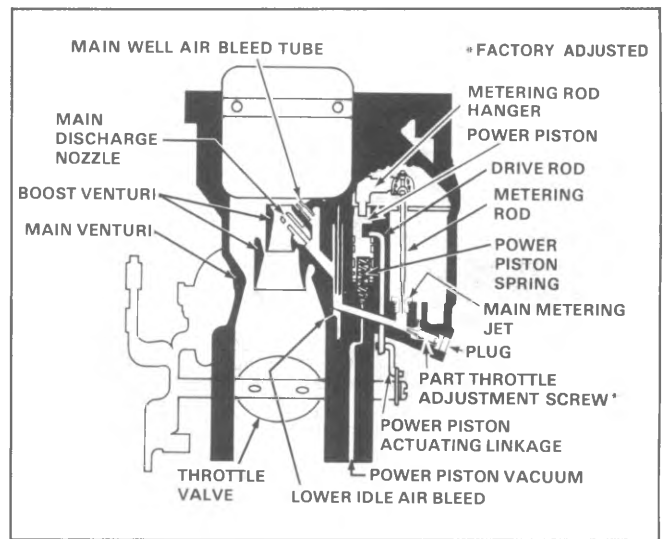 MAIN WELL AIR BLEED TUBE
*FACTORY ADJUSTED
METERING ROD
HANGER
POWER PISTON
MAIN
DISCHARGE
NOZZLE
DRIVE ROD
BOOST VENTURI
METERING
ROD
MAIN VENTURI
POWER
PISTON
SPRING
MAIN METERING
JET
PLUG
PART THROTTLE
ADJUSTMENT SCREW*
POWER PISTON
ACTUATING LINKAGE
THROTTLE
VALVE
POWER PISTON VACUUM
LOWER IDLE AIR BLEED